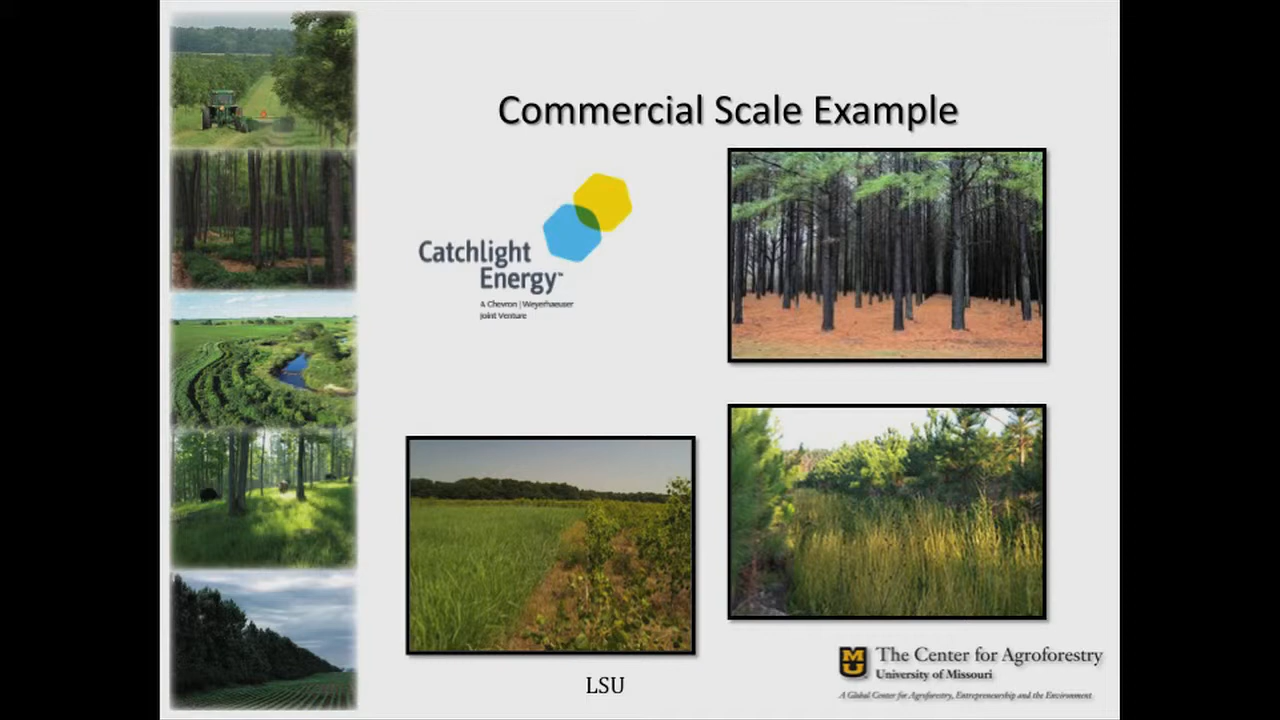 Commercial Scale Example
Catchlight
Energy™
A Chevron | Weyerhaeuser
Joint Venture
LSU
MU
The Center for Agroforestry
University of Missouri
A Global Center for Agroforestry, Entrepreneurship and the Environment